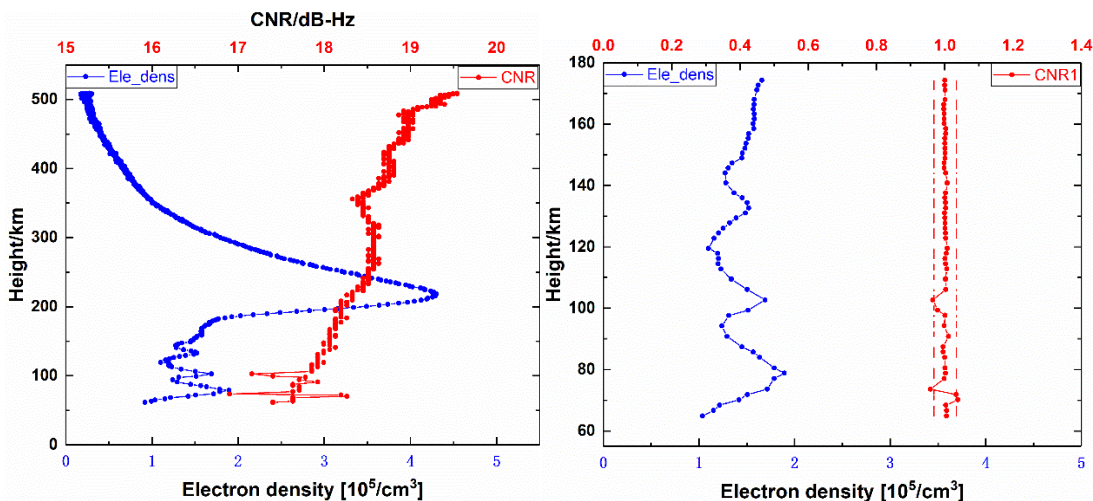 CNR/dB-Hz
15 16 17 18 19 20
Ele_dens CNR
Height/km
500
400
300
200
100
0
0 1 2 3 4 5
Electron density [10⁵/cm³]
0.0 0.2 0.4 0.6 0.8 1.0 1.2 1.4
Ele_dens CNR1
Height/km
180
160
140
120
100
80
60
0 1 2 3 4 5
Electron density [10⁵/cm³]